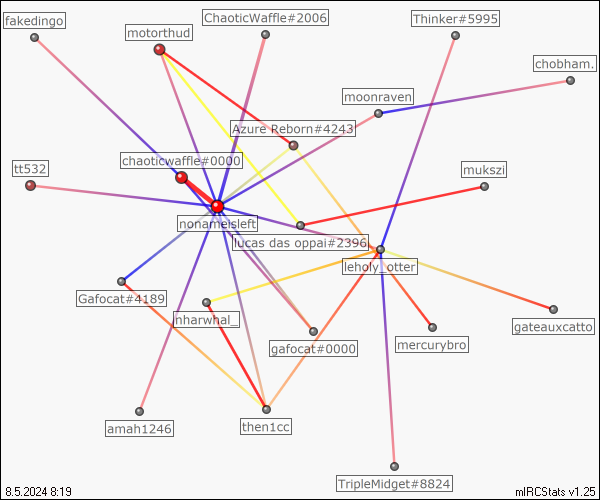 fakedingo
ChaoticWaffle#2006
Thinker#5995
motorthud
chobham.
moonraven
Azure Reborn#4243
chaoticwaffle#0000
tt532
mukszi
nonameisleft
lucas das oppai#2396
leholy_otter
Gafocat#4189
nharwhal_
gateauxcatto
mercurybro
gafocat#0000
amah1246
then1cc
TripleMidget#8824
8.5.2024 8:19
mIRCStats v1.25